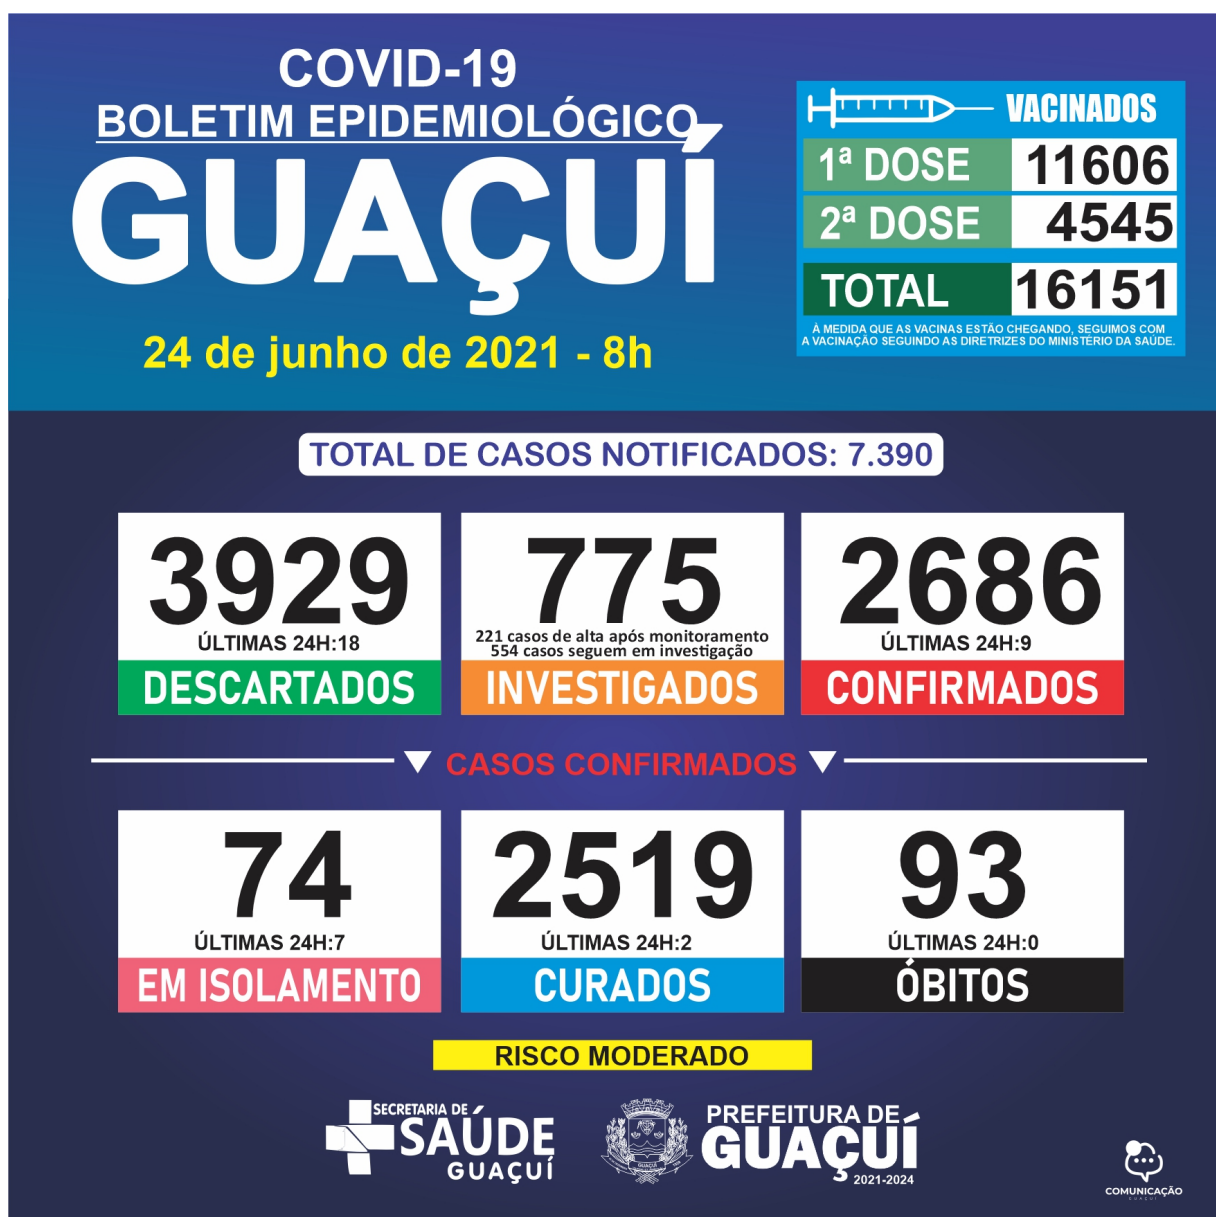 COVID-19
BOLETIM EPIDEMIOLÓGICO
GUAÇUÍ
24 de junho de 2021 - 8h
VACINADOS
1ª DOSE 11606
2ª DOSE 4545
TOTAL 16151
À MEDIDA QUE AS VACINAS ESTÃO CHEGANDO, SEGUIMOS COM
A VACINAÇÃO SEGUINDO AS DIRETRIZES DO MINISTÉRIO DA SAÚDE.
TOTAL DE CASOS NOTIFICADOS: 7.390
3929
ÚLTIMAS 24H:18
DESCARTADOS
775
221 casos de alta após monitoramento
554 casos seguem em investigação
INVESTIGADOS
2686
ÚLTIMAS 24H:9
CONFIRMADOS
CASOS CONFIRMADOS
74
ÚLTIMAS 24H:7
EM ISOLAMENTO
2519
ÚLTIMAS 24H:2
CURADOS
93
ÚLTIMAS 24H:0
ÓBITOS
RISCO MODERADO
SECRETARIA DE
SAÚDE
GUAÇUÍ
GUAÇUÍ
PREFEITURA DE
GUAÇUÍ
2021-2024
COMUNICAÇÃO
GUAÇUÍ